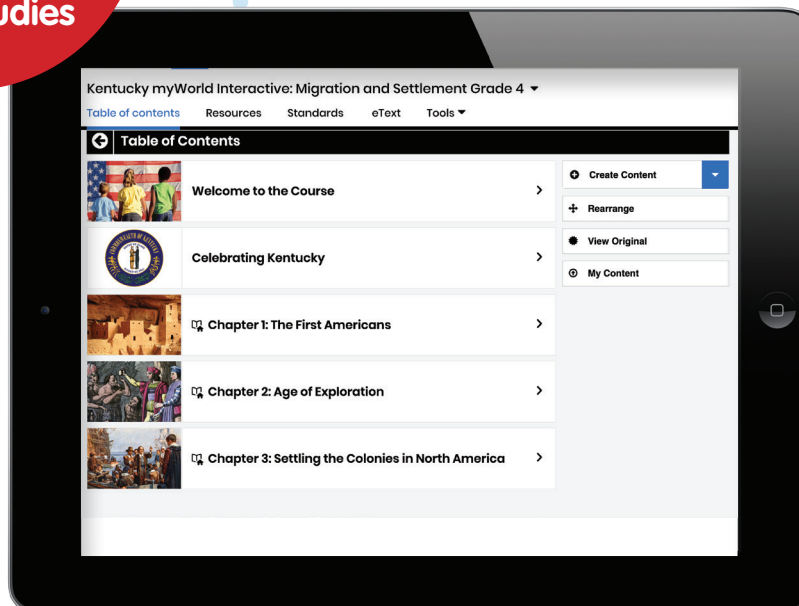 Kentucky myWorld Interactive: Migration and Settlement Grade 4
Table of contents Resources Standards eText Tools
Table of Contents
Welcome to the Course
Create Content
Rearrange
View Original
My Content
Celebrating Kentucky
Chapter 1: The First Americans
Chapter 2: Age of Exploration
Chapter 3: Settling the Colonies in North America